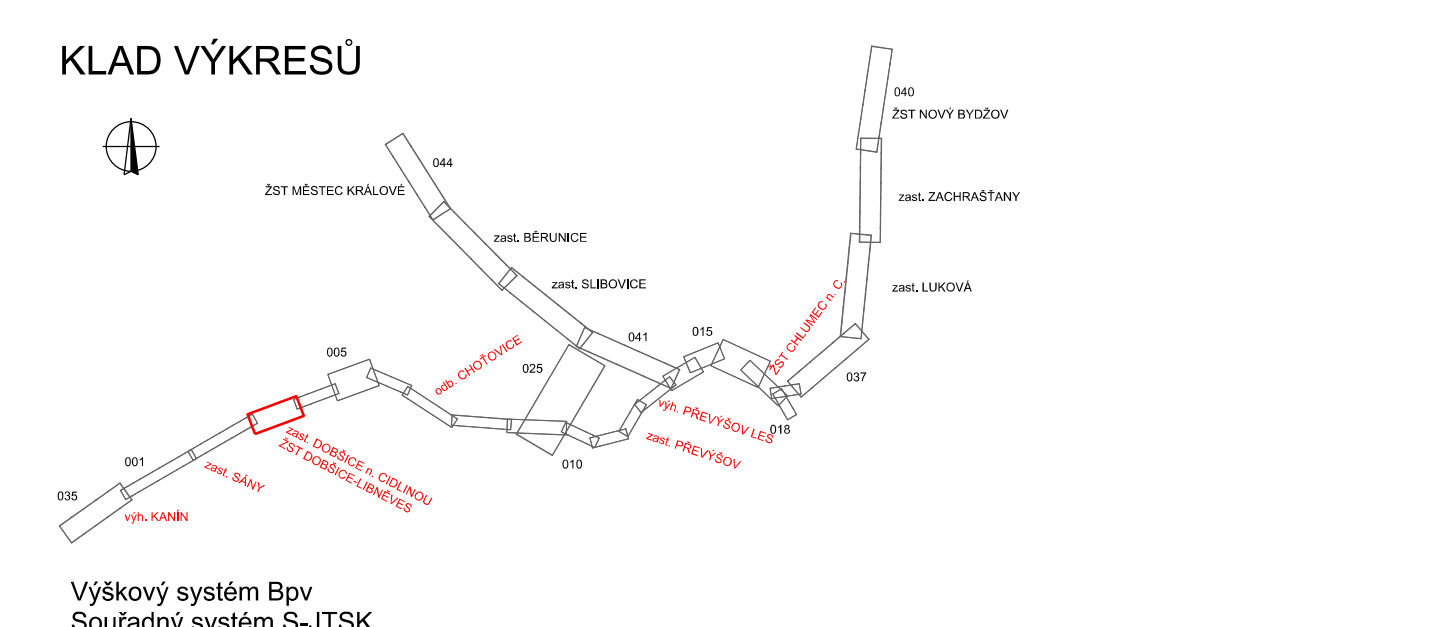 KLAD VÝKRESŮ
040
ŽST NOVÝ BYDŽOV
044
ŽST MĚSTEC KRÁLOVÉ
zast. ZACHRAŠŤANY
zast. BĚRUNICE
zast. SLIBOVICE
zast. LUKOVÁ
ŽST CHLUMEC n. C.
015
041
005
odb. CHOŤOVICE
025
037
018
výh. PŘEVÝŠOV LES
zast. PŘEVÝŠOV
010
zast. DOBŠICE n. CIDLINOU
ŽST DOBŠICE-LIBNĚVES
001
zast. SÁNY
035
výh. KANÍN
Výškový systém Bpv
Souřadný systém S-JTSK